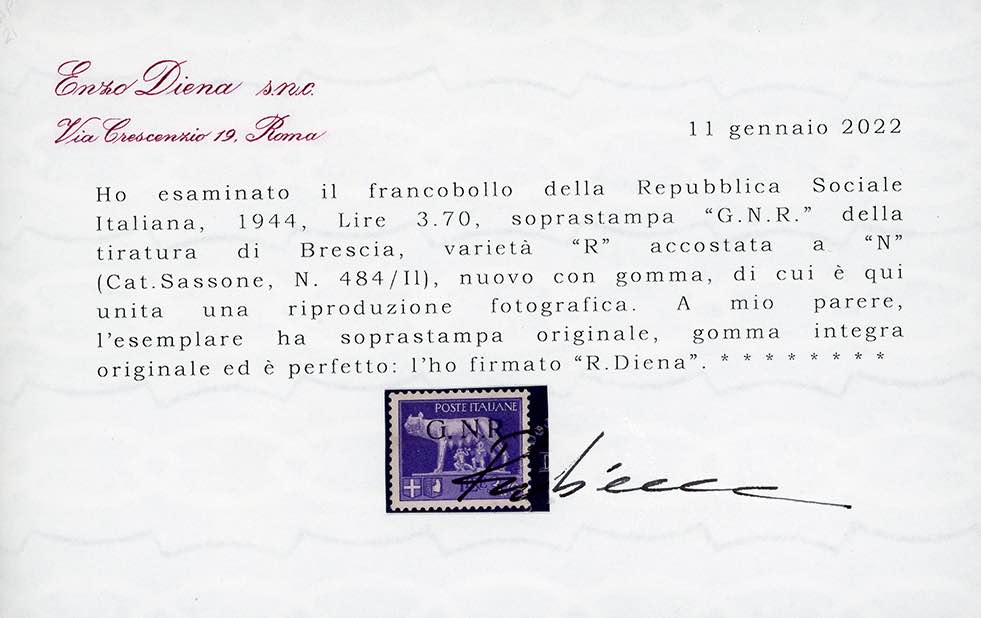 Enzo Diena s.n.c.
Via Crescenzio 19, Roma
11 gennaio 2022
Ho esaminato il francobollo della Repubblica Sociale
Italiana, 1944, Lire 3.70, soprastampa “G.N.R.” della
tiratura di Brescia, varietà “R” accostata a “N”
(Cat.Sassone, N. 484/Il), nuovo con gomma, di cui è qui
unita una riproduzione fotografica. A mio parere,
l’esemplare ha soprastampa originale, gomma integra
originale ed è perfetto: l’ho firmato “R.Diena”. * * * * * * * *
POSTE ITALIANE
G. N.R.